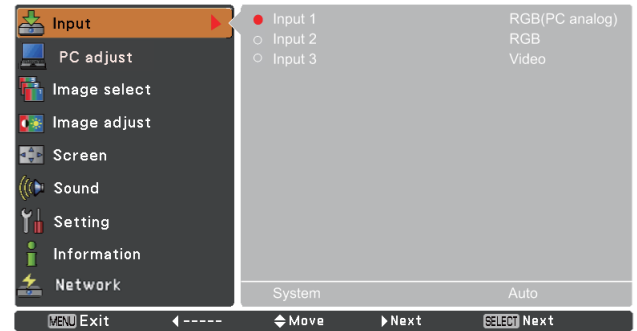 Input
PC adjust
Image select
Image adjust
Screen
Sound
Setting
Information
Network
Input 1 RGB(PC analog)
Input 2 RGB
Input 3 Video
System Auto
MENU Exit ----- Move Next SELECT Next